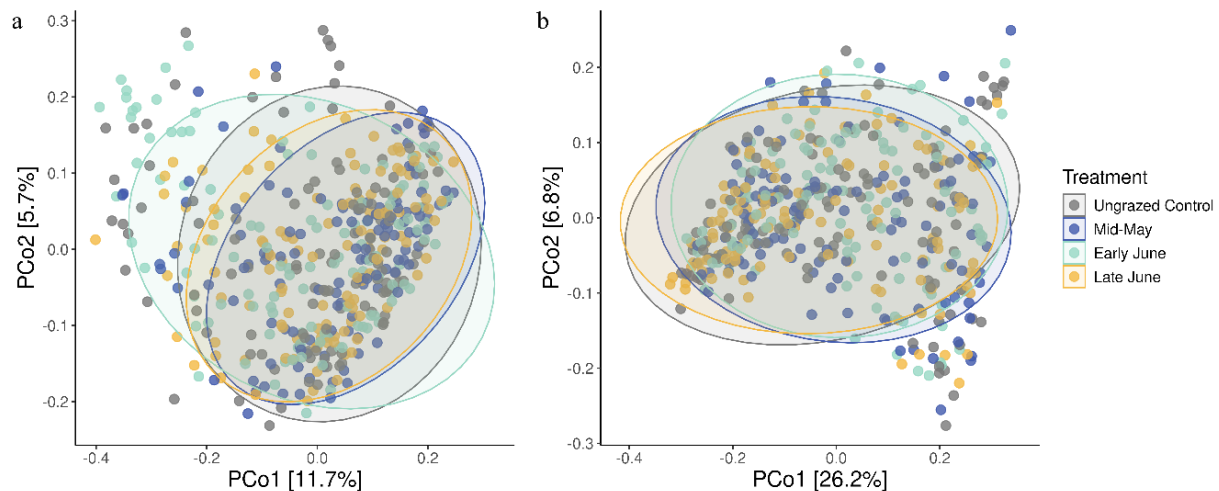 a
0.3
0.2
0.1
0.0
-0.1
-0.2
PCo2 [5.7%]
-0.4
-0.2
0.0
0.2
PCo1 [11.7%]
b
0.2
0.1
0.0
-0.1
-0.2
-0.3
PCo2 [6.8%]
-0.4
-0.2
0.0
0.2
PCo1 [26.2%]
Treatment
Ungrazed Control
Mid-May
Early June
Late June